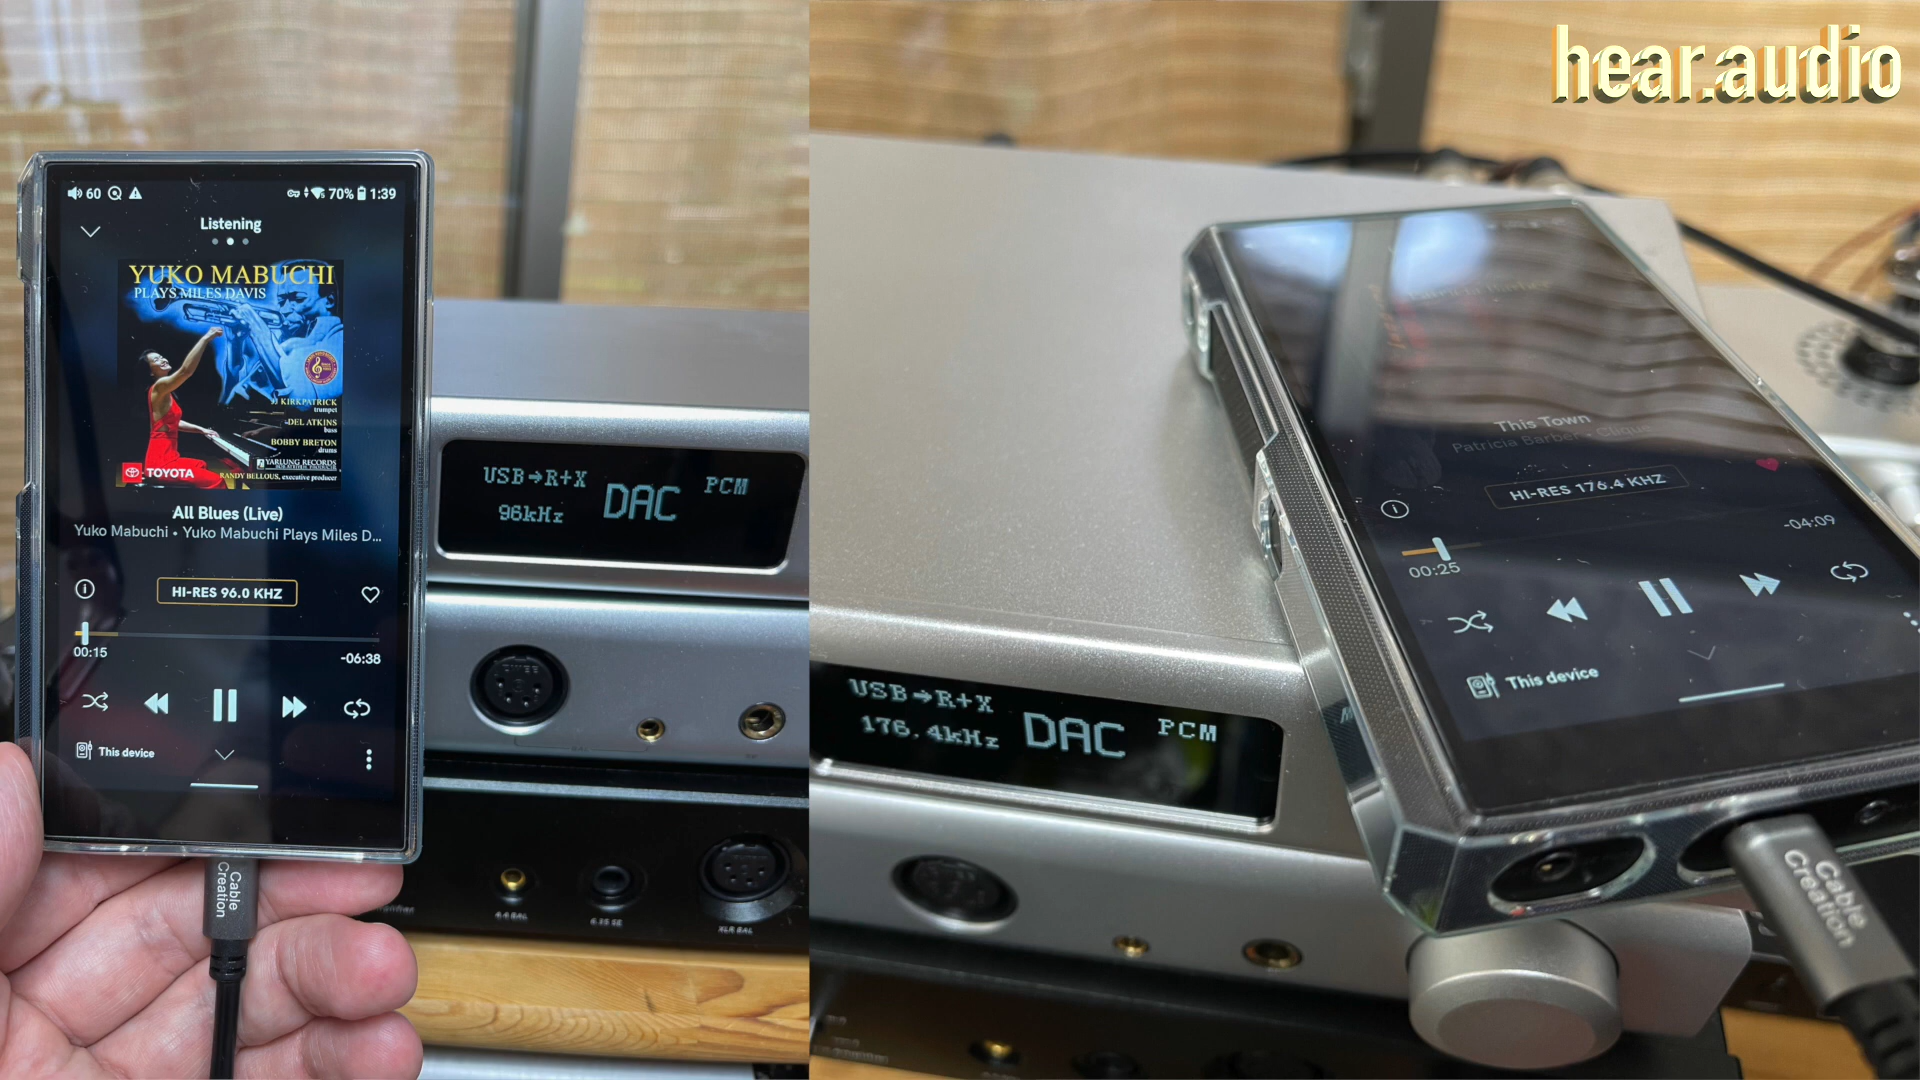 hear.audio
60
70% 1:39
Listening
YUKO MABUCHI
PLAYS MILES DAVIS
JJ KIRKPATRICK
trumpet
DEL ATKINS
bass
BOBBY BRETON
drums
YARLUNG RECORDS
TOYOTA
RANDY BELLOUS, executive producer
All Blues (Live)
Yuko Mabuchi • Yuko Mabuchi Plays Miles D...
HI-RES 96.0 KHZ
00:15
-06:38
This device
Cable
Creation
USB→R+X
96kHz
DAC
PCM
4.4 BAL
6.35 SE
XLR BAL
This Town
Patricia Barber • Clique
HI-RES 176.4 KHZ
-04:09
00:25
This device
USB→R+X
176.4kHz
DAC
PCM
Cable
Creation